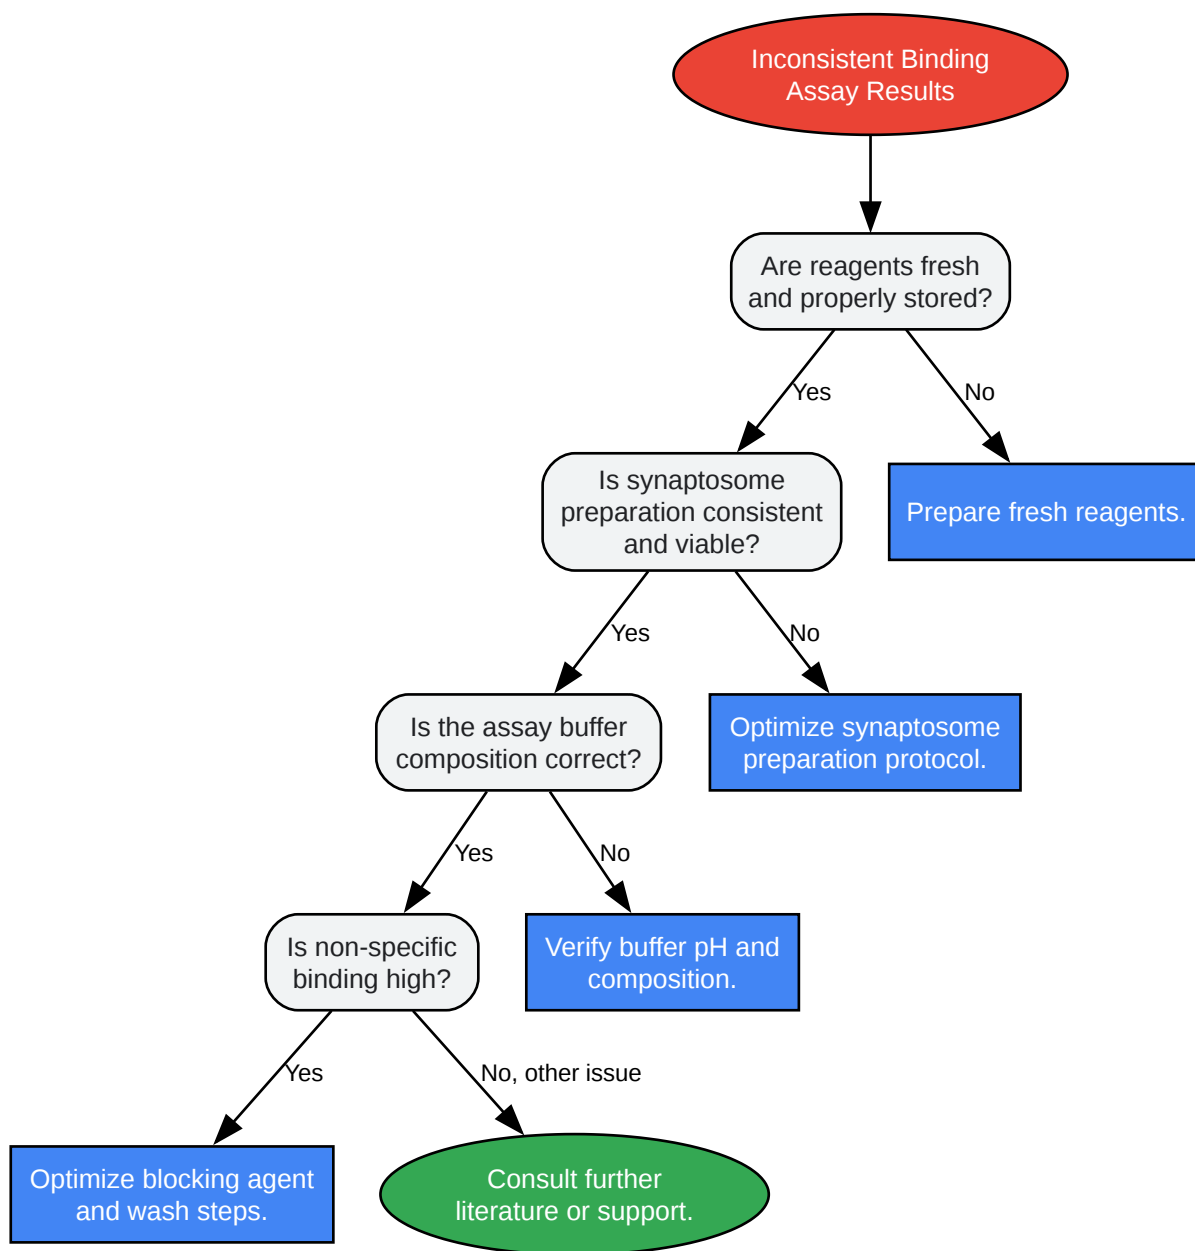 Inconsistent Binding
Assay Results
Are reagents fresh
and properly stored?
Yes
No
Is synaptosome
preparation consistent
and viable?
Prepare fresh reagents.
Yes
No
Is the assay buffer
composition correct?
Optimize synaptosome
preparation protocol.
Yes
No
Is non-specific
binding high?
Verify buffer pH and
composition.
Yes
No, other issue
Optimize blocking agent
and wash steps.
Consult further
literature or support.